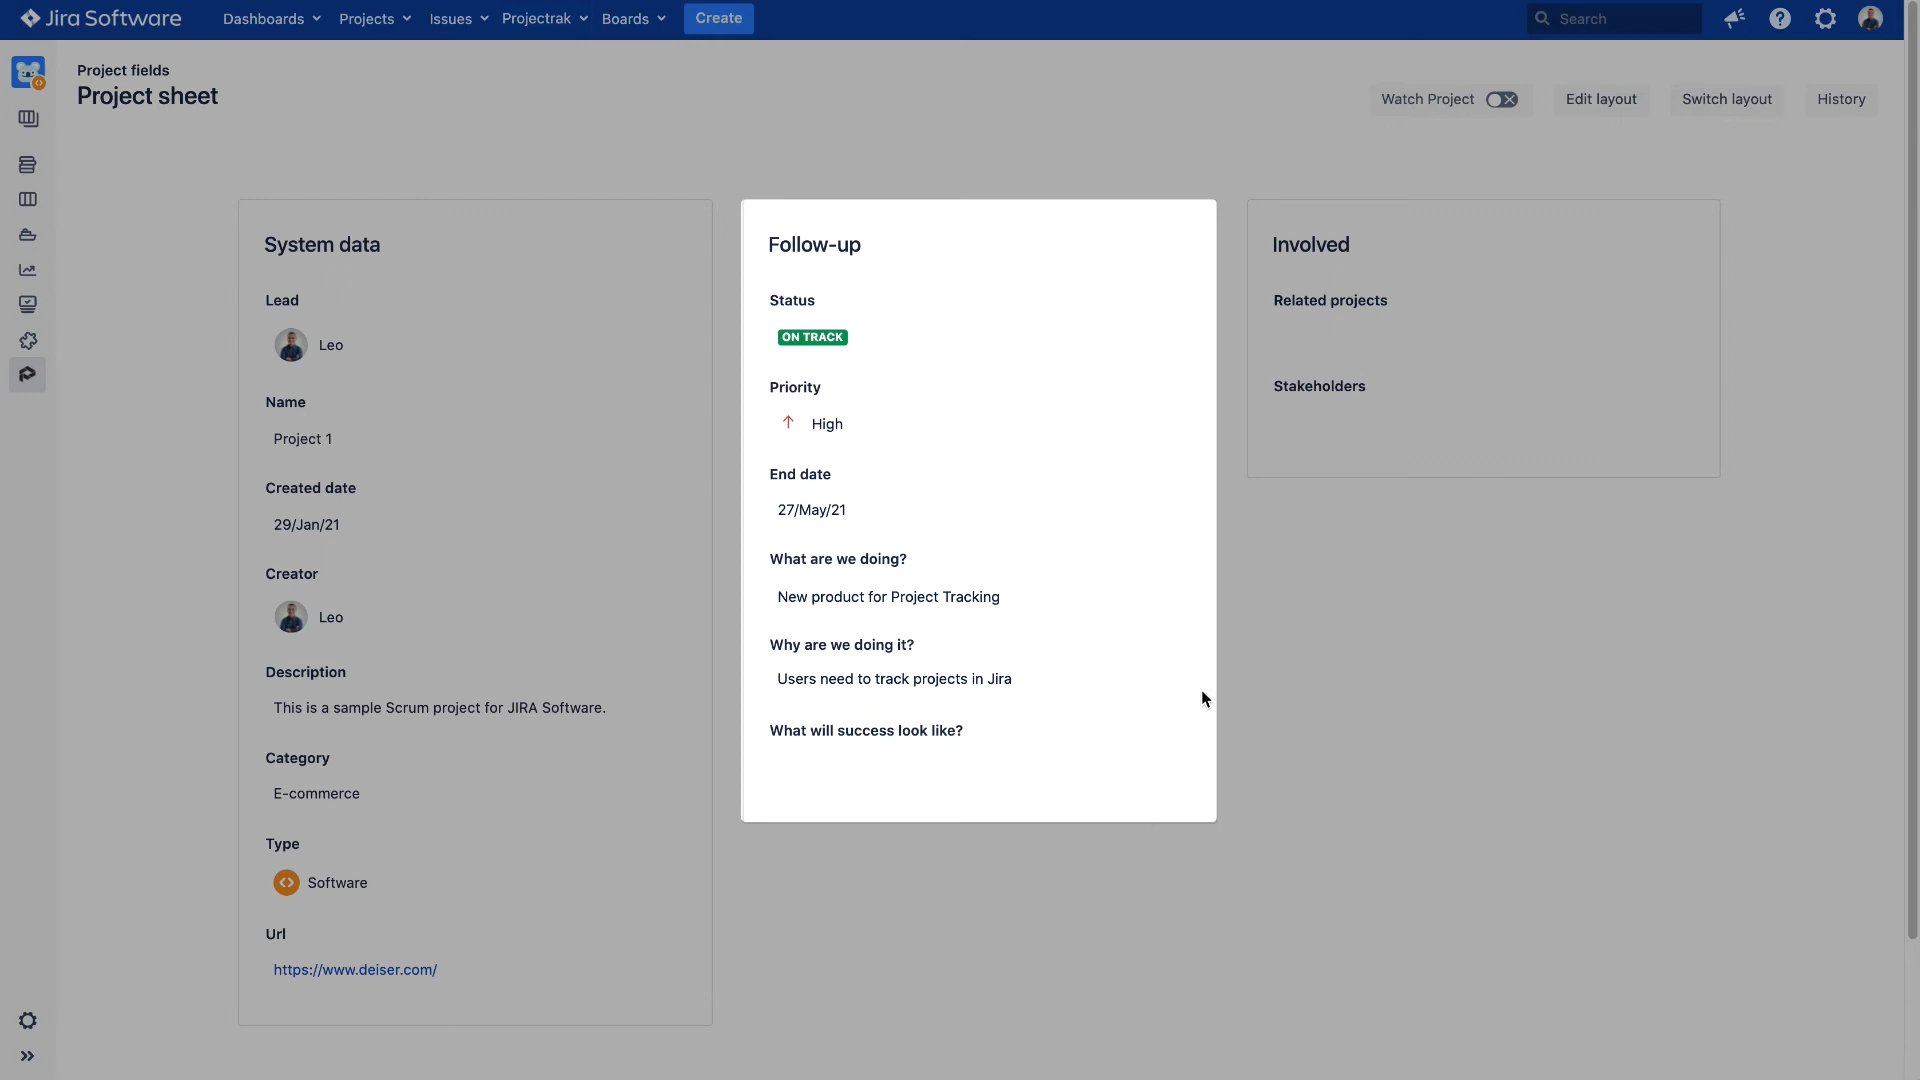 Jira Software
Dashboards
Projects
Issues
Projectrak
Boards
Create
Search
Project fields
Project sheet
Watch Project
Edit layout
Switch layout
History
System data
Lead
Leo
Name
Project 1
Created date
29/Jan/21
Creator
Leo
Description
This is a sample Scrum project for JIRA Software.
Category
E-commerce
Type
Software
Url
https://www.deiser.com/
Follow-up
Status
ON TRACK
Priority
High
End date
27/May/21
What are we doing?
New product for Project Tracking
Why are we doing it?
Users need to track projects in Jira
What will success look like?
Involved
Related projects
Stakeholders